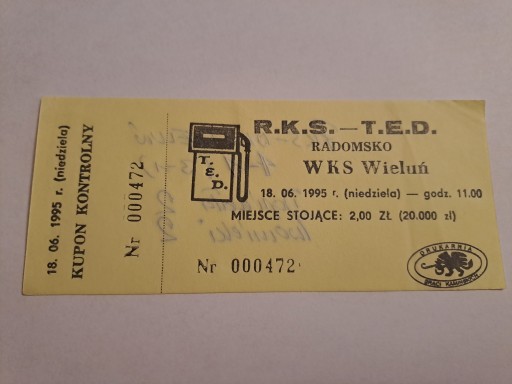 18. 06. 1995 r. (niedziela)
KUPON KONTROLNY
Nr 000472
T.E.D.
R.K.S. — T.E.D.
RADOMSKO
WKS Wieluń
18. 06. 1995 r. (niedziela) — godz. 11.00
MIEJSCE STOJĄCE: 2,00 ZŁ (20.000 zł)
Nr 000472
DRUKARNIA